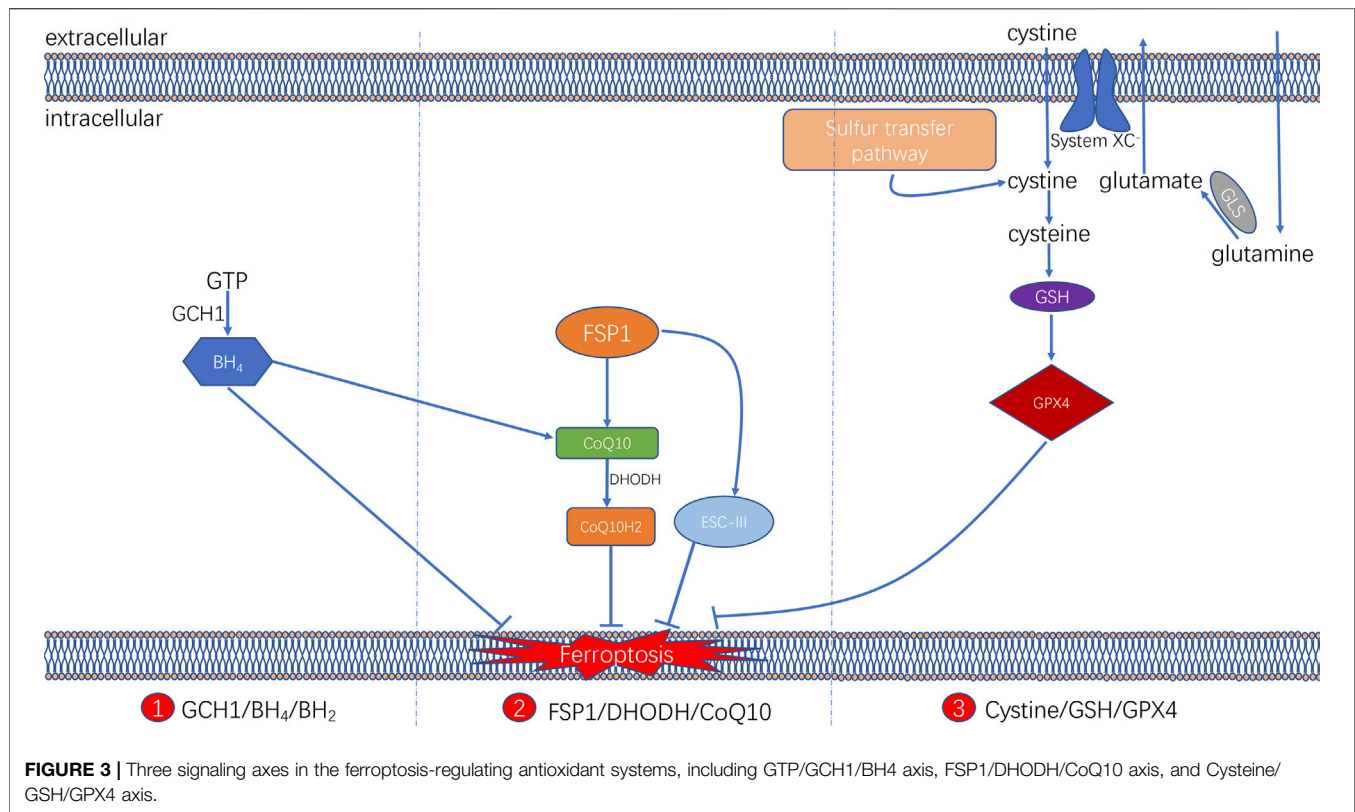 extracellular
intracellular
cystine
Sulfur transfer
pathway
System XC-
cystine
glutamate
GLS
cysteine
glutamine
GTP
GCH1
BH4
FSP1
CoQ10
DHODH
CoQ10H2
ESC-III
GSH
GPX4
Ferroptosis
1 GCH1/BH4/BH2
2 FSP1/DHODH/CoQ10
3 Cystine/GSH/GPX4
FIGURE 3 | Three signaling axes in the ferroptosis-regulating antioxidant systems, including GTP/GCH1/BH4 axis, FSP1/DHODH/CoQ10 axis, and Cysteine/
GSH/GPX4 axis.